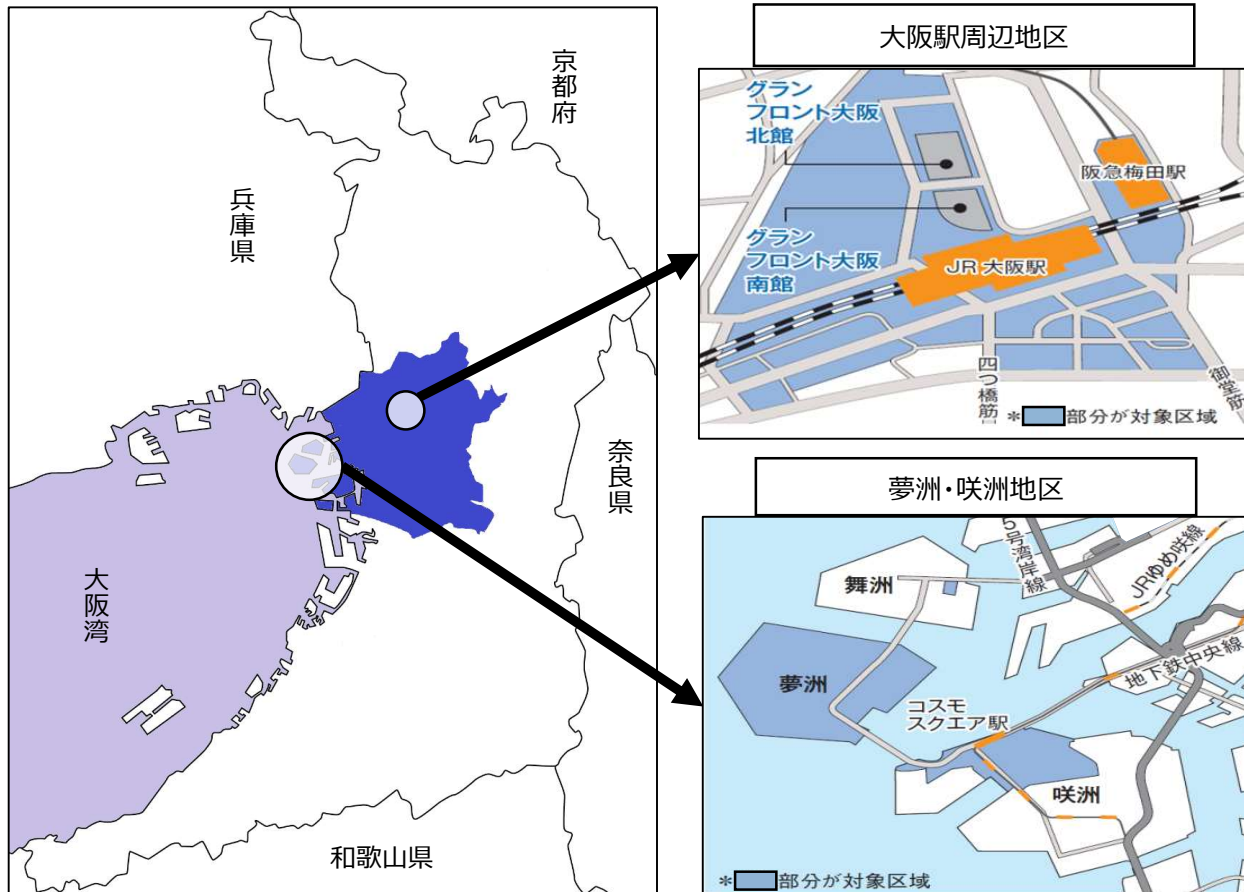 京都府
兵庫県
奈良県
大阪湾
和歌山県
大阪駅周辺地区
グラン
フロント大阪
北館
阪急梅田駅
グラン
フロント大阪
南館
JR 大阪駅
四つ橋筋
御堂筋
*部分が対象区域
夢洲・咲洲地区
5号湾岸線
JRゆめ咲線
舞洲
地下鉄中央線
夢洲
コスモ
スクエア駅
咲洲
*部分が対象区域